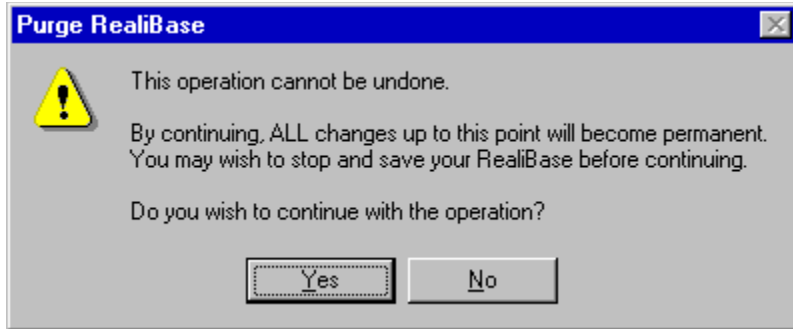 Purge RealiBase
This operation cannot be undone.
By continuing, ALL changes up to this point will become permanent.
You may wish to stop and save your RealiBase before continuing.
Do you wish to continue with the operation?
Yes
No